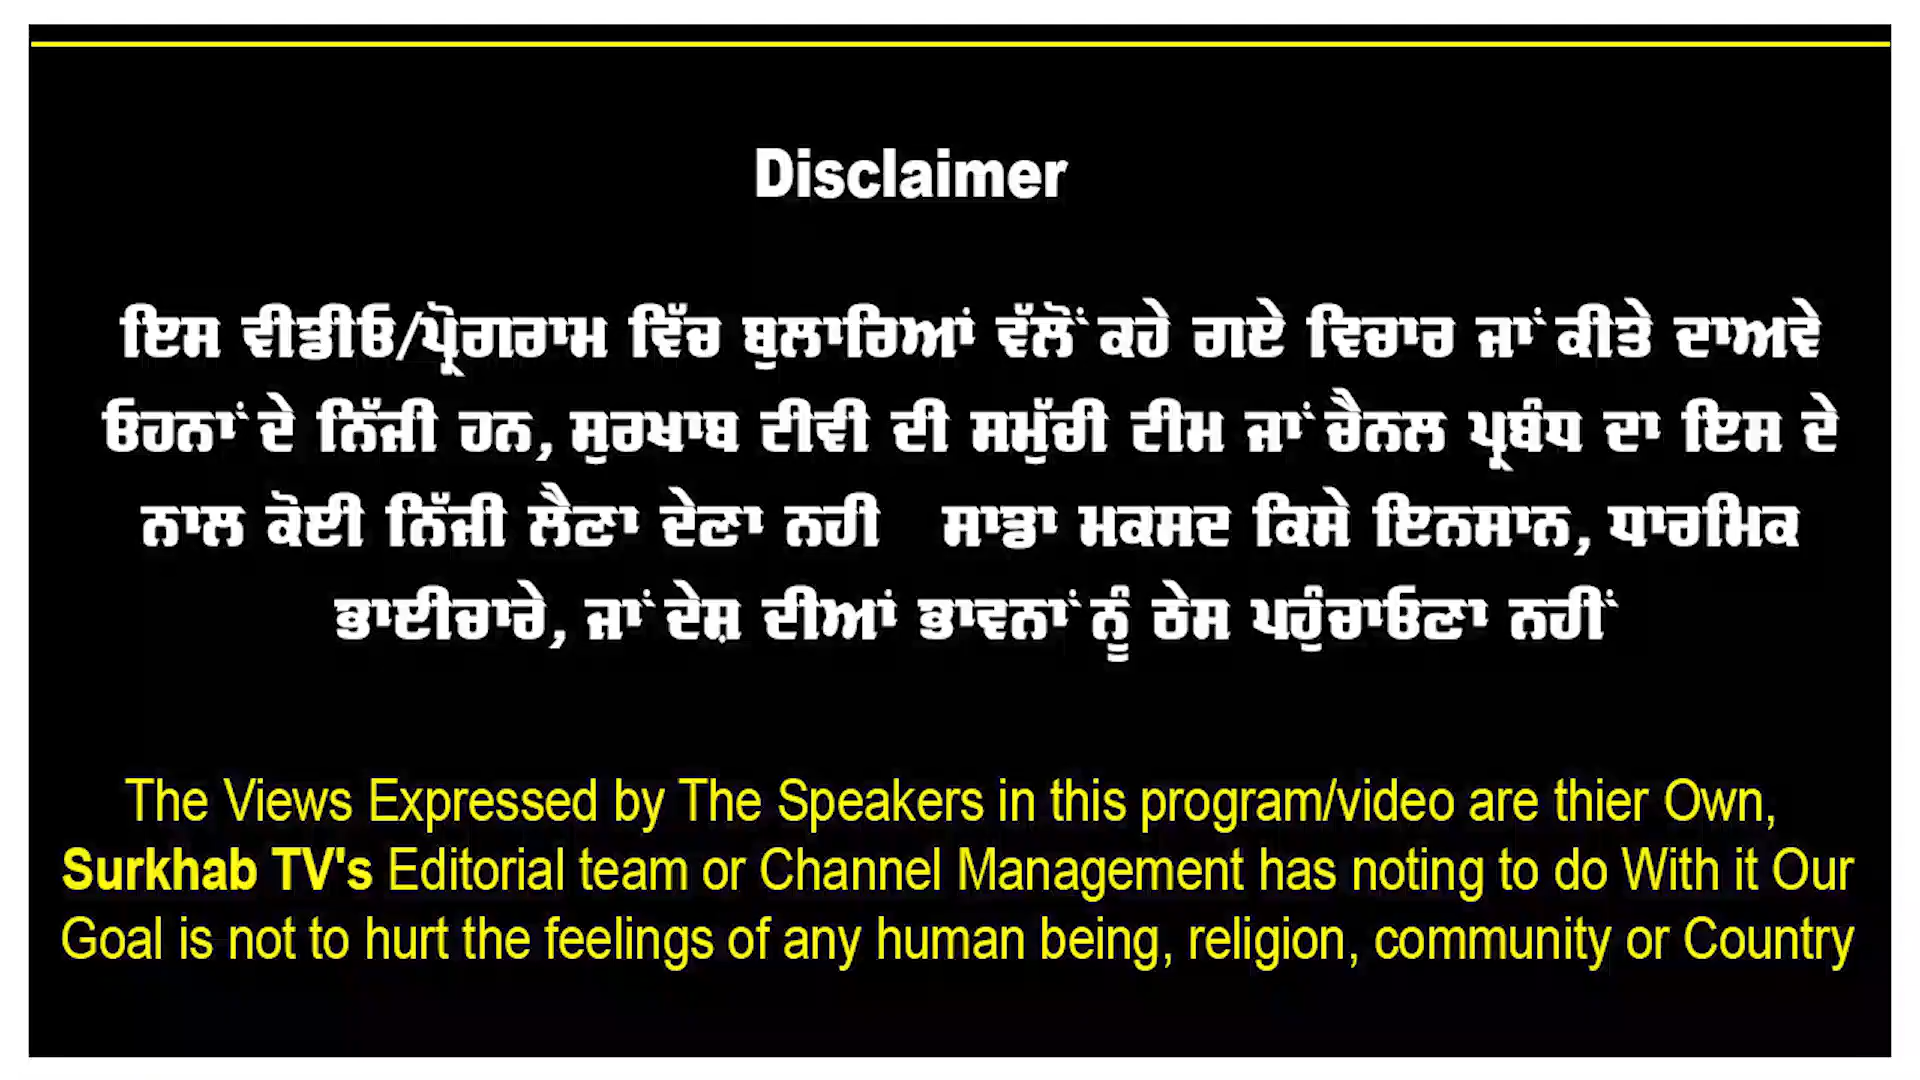 Disclaimer
ਇਸ ਵੀਡੀਓ/ਪ੍ਰੋਗਰਾਮ ਵਿੱਚ ਬੁਲਾਰਿਆਂ ਵੱਲੋਂ ਕਹੇ ਗਏ ਵਿਚਾਰ ਜਾਂ ਕੀਤੇ ਦਾਅਵੇ
ਓਹਨਾਂ ਦੇ ਨਿੱਜੀ ਹਨ, ਸੁਰਖਾਬ ਟੀਵੀ ਦੀ ਸਮੁੱਚੀ ਟੀਮ ਜਾਂ ਚੈਨਲ ਪ੍ਰਬੰਧ ਦਾ ਇਸ ਦੇ
ਨਾਲ ਕੋਈ ਨਿੱਜੀ ਲੈਣਾ ਦੇਣਾ ਨਹੀ ਸਾਡਾ ਮਕਸਦ ਕਿਸੇ ਇਨਸਾਨ, ਧਾਰਮਿਕ
ਭਾਈਚਾਰੇ, ਜਾਂ ਦੇਸ਼ ਦੀਆਂ ਭਾਵਨਾਂ ਨੂੰ ਠੇਸ ਪਹੁੰਚਾਓਣਾ ਨਹੀਂ
The Views Expressed by The Speakers in this program/video are thier Own,
Surkhab TV's Editorial team or Channel Management has noting to do With it Our
Goal is not to hurt the feelings of any human being, religion, community or Country